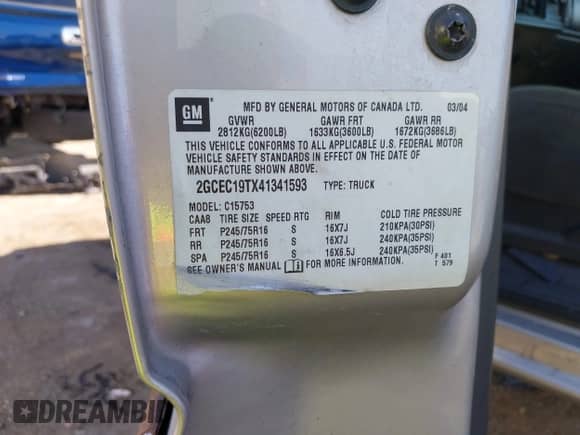 GM
MFD BY GENERAL MOTORS OF CANADA LTD. 03/04
GVWR GAWR FRT GAWR RR
2812KG(6200LB) 1633KG(3600LB) 1672KG(3686LB)
THIS VEHICLE CONFORMS TO ALL APPLICABLE U.S. FEDERAL MOTOR
VEHICLE SAFETY STANDARDS IN EFFECT ON THE DATE OF
MANUFACTURE SHOWN ABOVE.
2GCEC19TX41341593 TYPE: TRUCK
MODEL: C15753
CAAB TIRE SIZE SPEED RTG RIM COLD TIRE PRESSURE
FRT P245/75R16 S 16X7J 210KPA(30PSI)
RR P245/75R16 S 16X7J 240KPA(35PSI)
SPA P245/75R16 S 16X6.5J 240KPA(35PSI)
SEE OWNER'S MANUAL FOR MORE INFORMATION.
F 401
T 579
DREAMBI